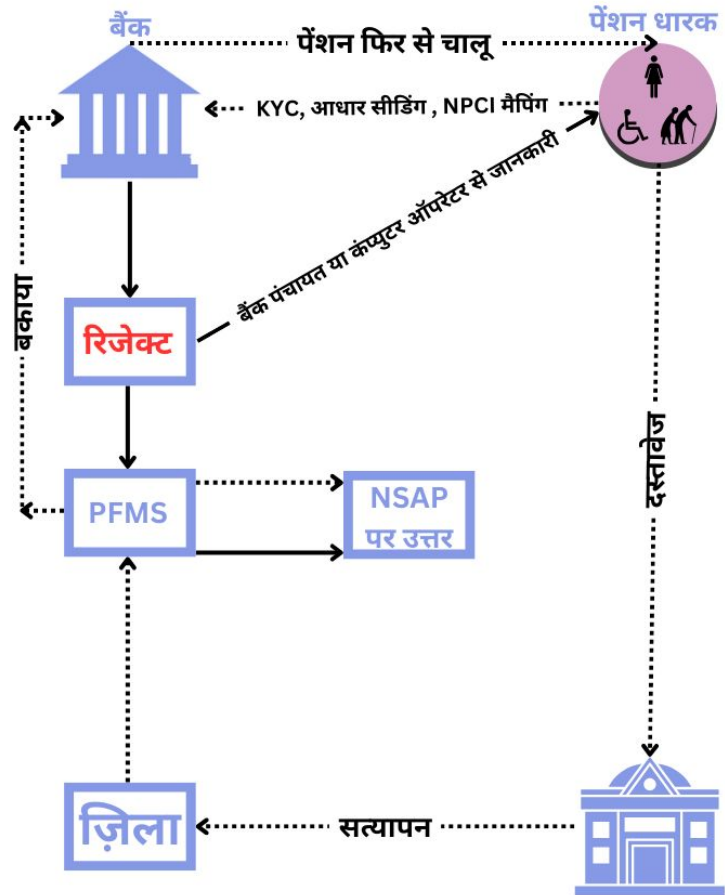 बैंक
पेंशन धारक
पेंशन फिर से चालू
KYC, आधार सीडिंग , NPCI मैपिंग
बैंक पंचायत या कंप्युटर ऑपरेटर से जानकारी
बकाया
रिजेक्ट
दस्तावेज
PFMS
NSAP
पर उत्तर
ज़िला
सत्यापन